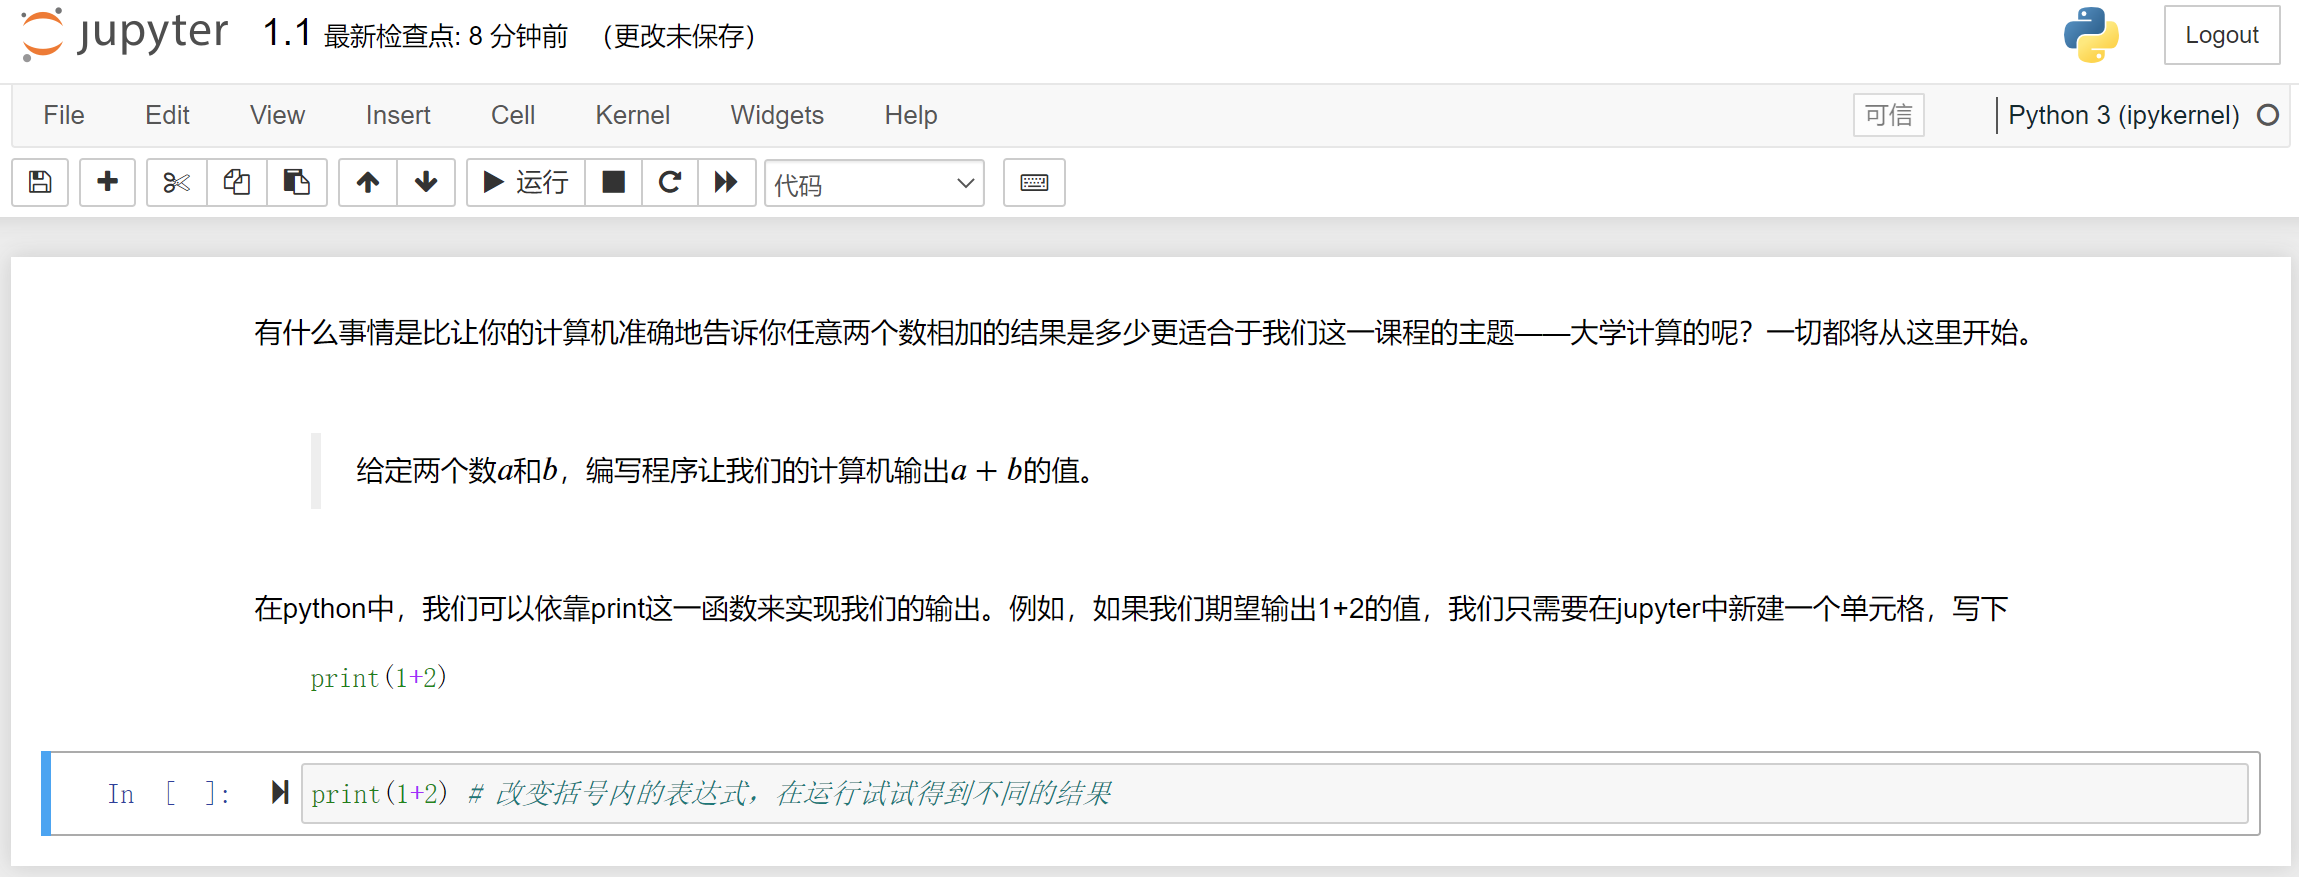 jupyter 1.1 最新检查点: 8 分钟前 （更改未保存） Logout
File Edit View Insert Cell Kernel Widgets Help 可信 Python 3 (ipykernel)
运行 代码
有什么事情是比让你的计算机准确地告诉你任意两个数相加的结果是多少更适合于我们这一课程的主题——大学计算的呢？一切都将从这里开始。
给定两个数a和b，编写程序让我们的计算机输出a + b的值。
在python中，我们可以依靠print这一函数来实现我们的输出。例如，如果我们期望输出1+2的值，我们只需要在jupyter中新建一个单元格，写下
print(1+2)
In [ ]: print(1+2) # 改变括号内的表达式，在运行试试得到不同的结果